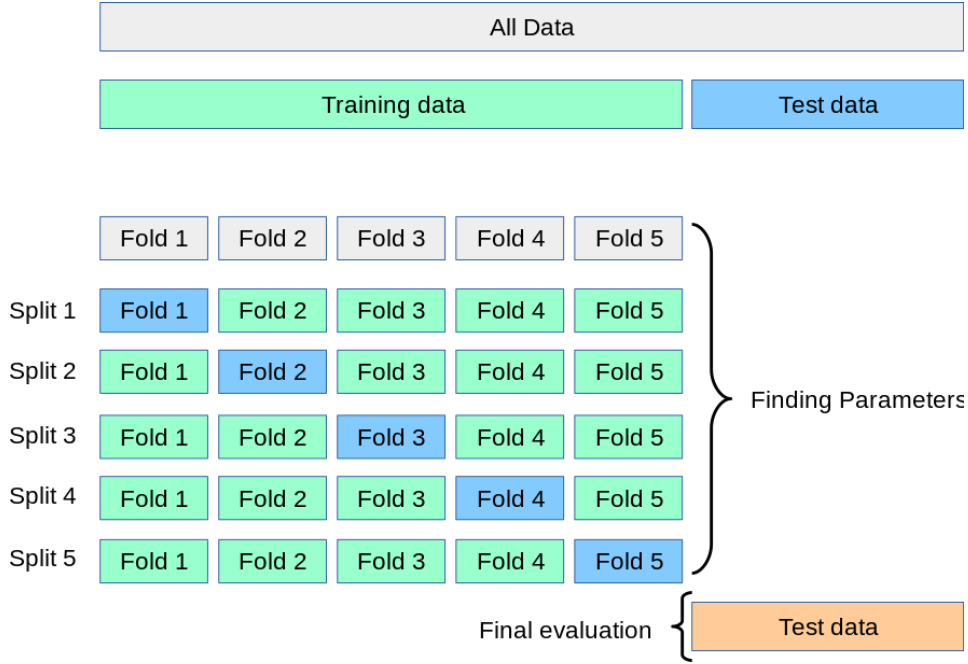 All Data
Training data Test data
Fold 1 Fold 2 Fold 3 Fold 4 Fold 5
Split 1 Fold 1 Fold 2 Fold 3 Fold 4 Fold 5
Split 2 Fold 1 Fold 2 Fold 3 Fold 4 Fold 5
Finding Parameters
Split 3 Fold 1 Fold 2 Fold 3 Fold 4 Fold 5
Split 4 Fold 1 Fold 2 Fold 3 Fold 4 Fold 5
Split 5 Fold 1 Fold 2 Fold 3 Fold 4 Fold 5
Final evaluation Test data